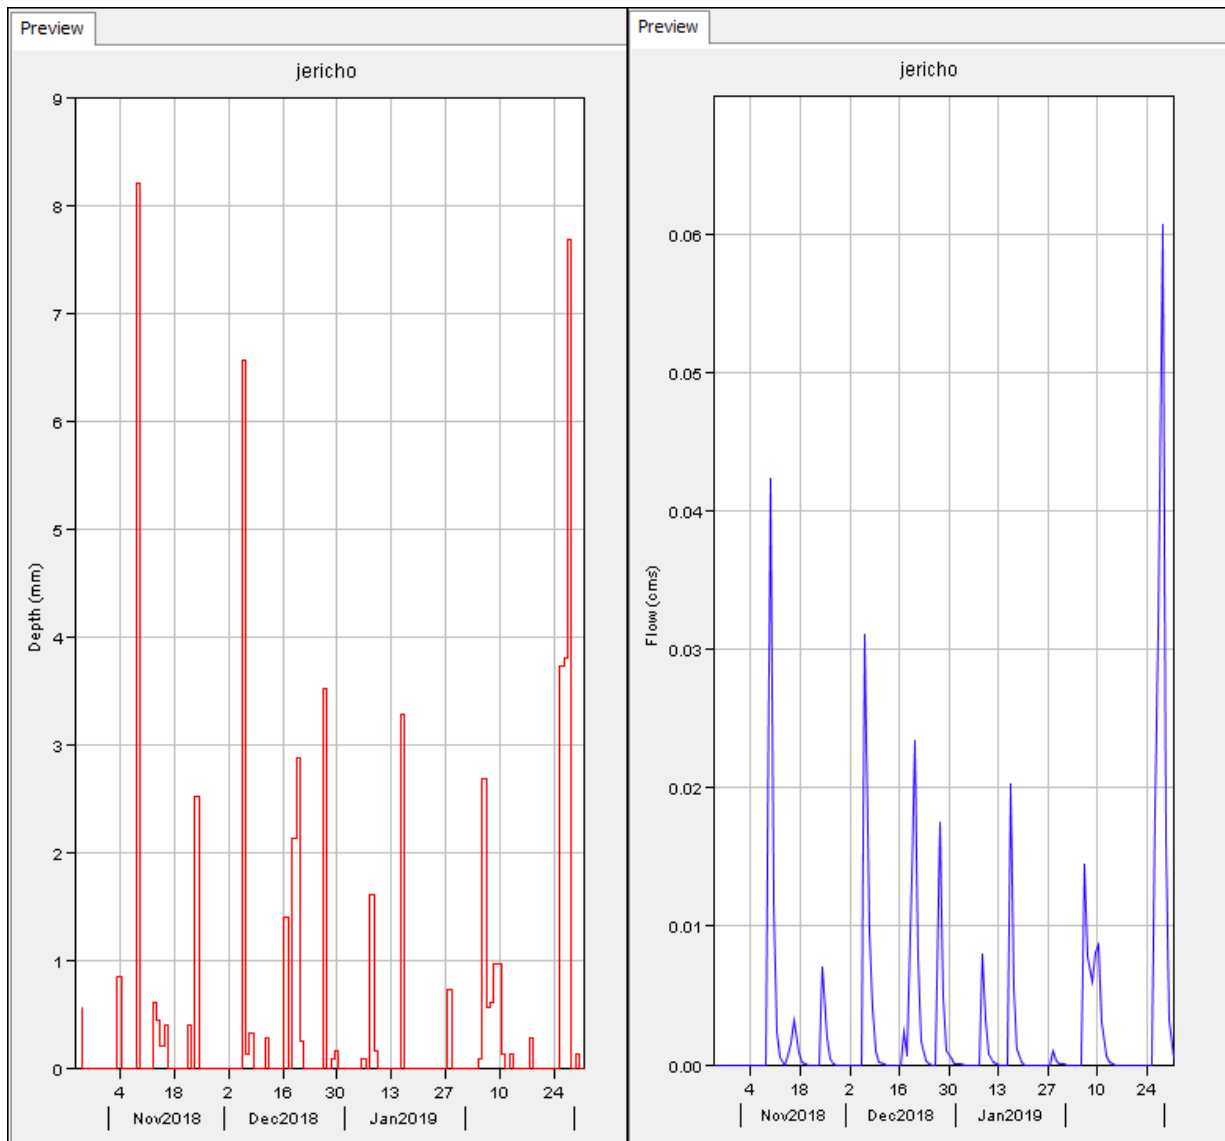 Preview
jericho
9
8
7
6
5
4
3
2
1
0
Depth (mm)
4 18 2 16 30 13 27 10 24
Nov2018 Dec2018 Jan2019
Preview
jericho
0.06
0.05
0.04
0.03
0.02
0.01
0.00
Flow (cms)
4 18 2 16 30 13 27 10 24
Nov2018 Dec2018 Jan2019